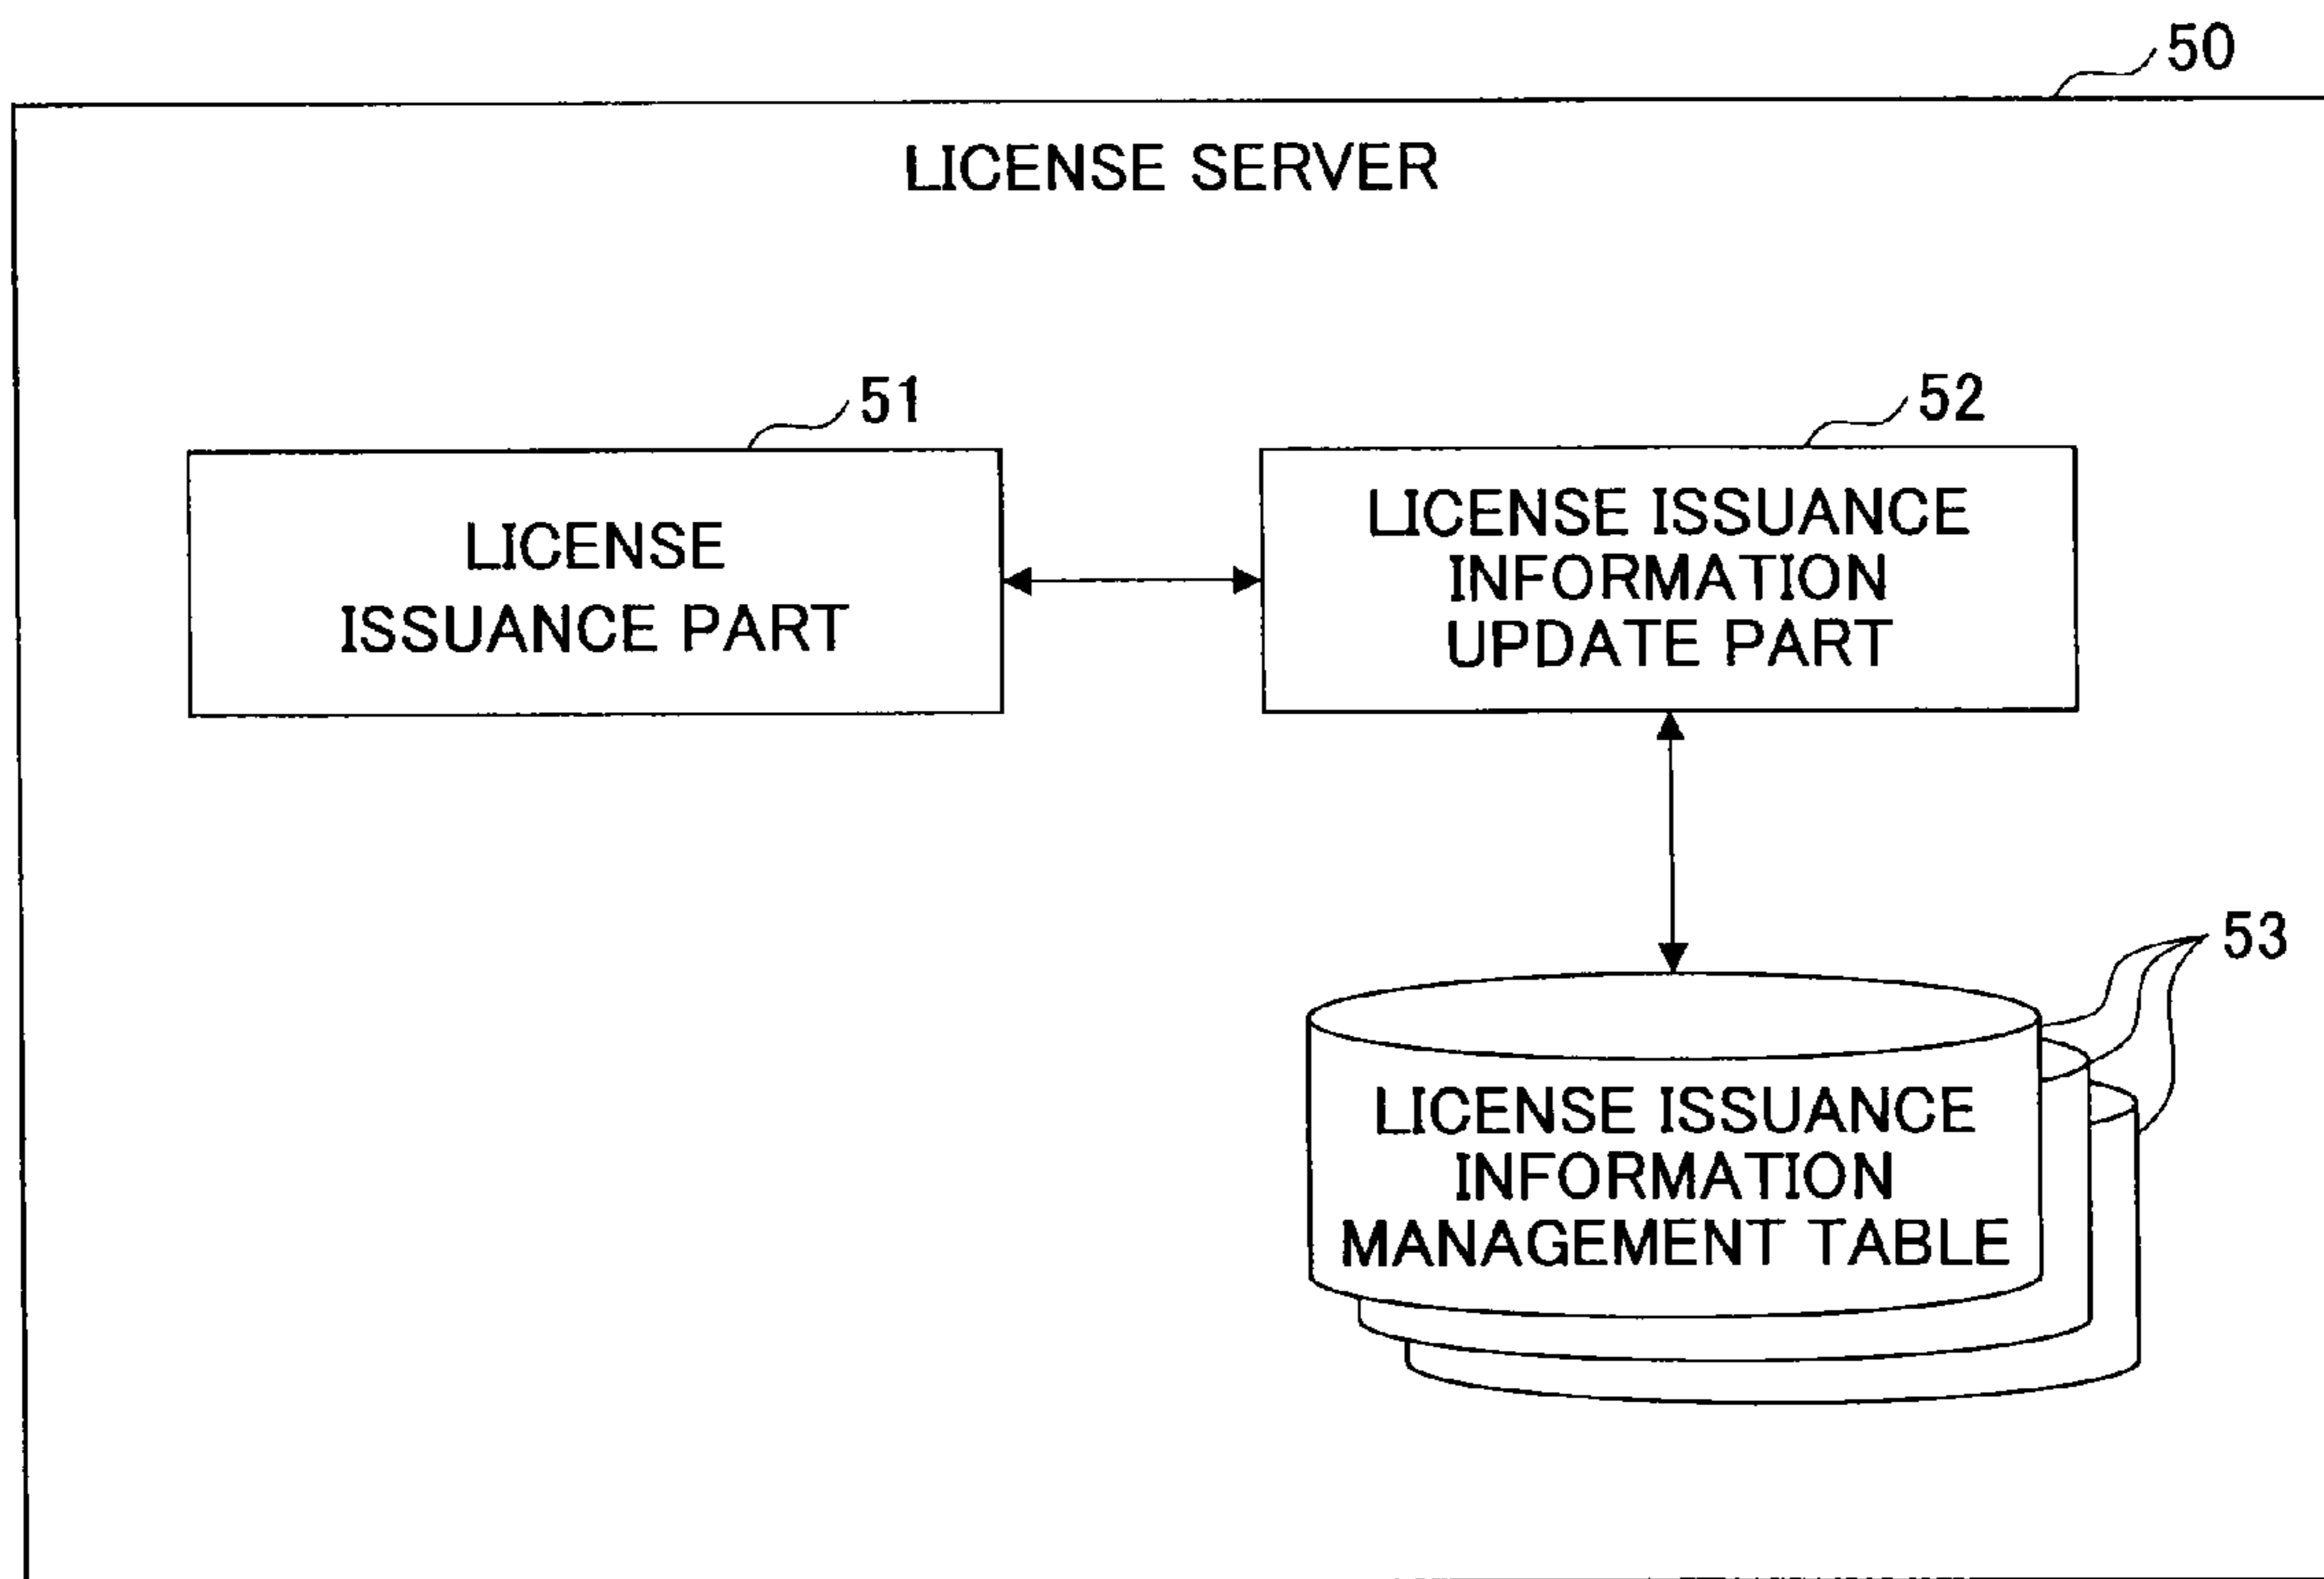 50
LICENSE SERVER
51
52
LICENSE
ISSUANCE PART
LICENSE ISSUANCE
INFORMATION
UPDATE PART
53
LICENSE ISSUANCE
INFORMATION
MANAGEMENT TABLE